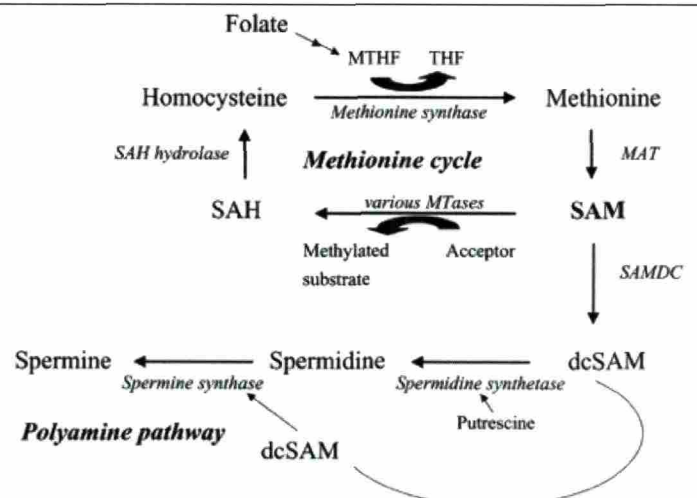 Folate
MTHF THF
Homocysteine Methionine
Methionine synthase
SAH hydrolase Methionine cycle MAT
SAH various MTases SAM
Methylated Acceptor
substrate
SAMDC
Spermine Spermidine dcSAM
Spermine synthase Spermidine synthetase
Polyamine pathway Putrescine
dcSAM